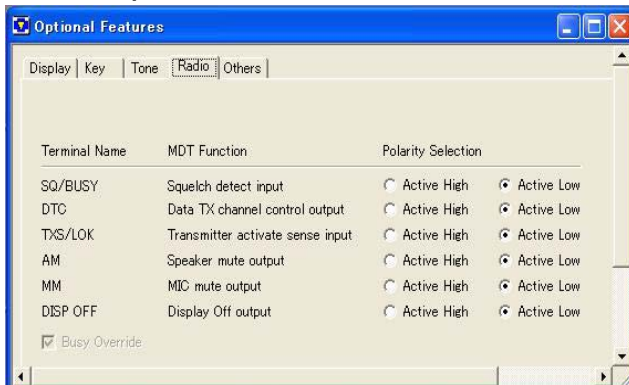 Optional Features
Display Key Tone Radio Others
Terminal Name MDT Function Polarity Selection
SQ/BUSY Squelch detect input Active High Active Low
DTC Data TX channel control output Active High Active Low
TXS/LOK Transmitter activate sense input Active High Active Low
AM Speaker mute output Active High Active Low
MM MIC mute output Active High Active Low
DISP OFF Display Off output Active High Active Low
Busy Override